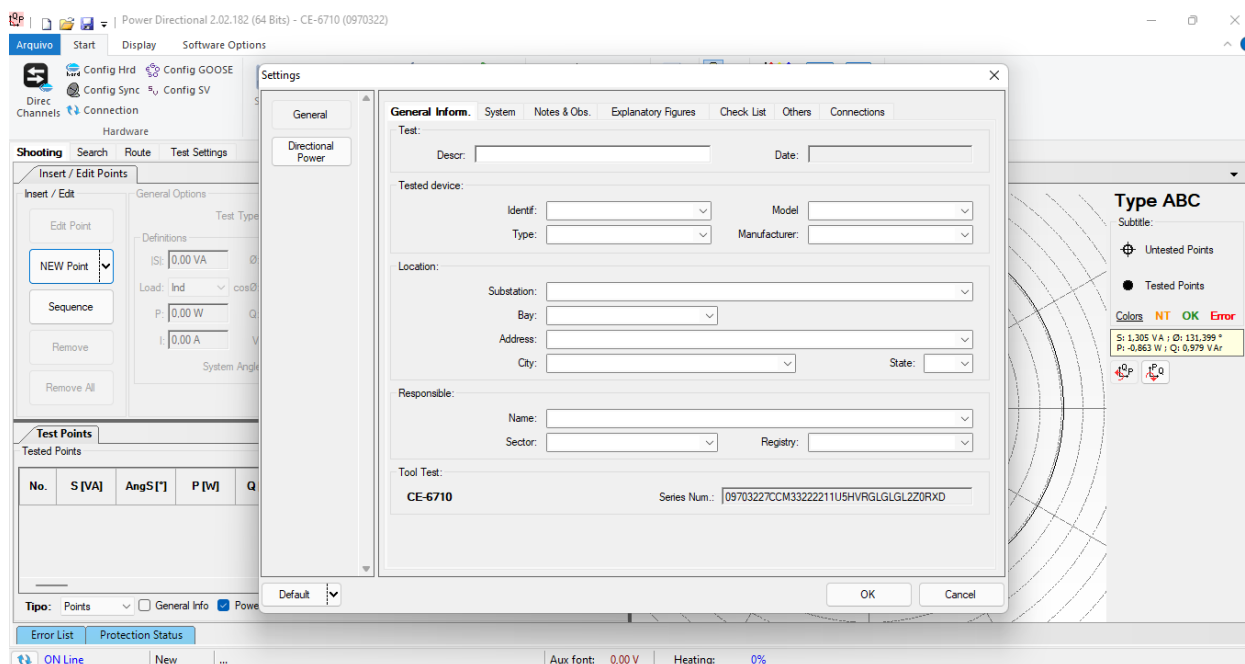 Power Directional 2.02.182 (64 Bits) - CE-6710 (0970322)
Arquivo Start Display Software Options
Config Hrd Config GOOSE
Config Sync Config SV
Direc Channels Connection
Hardware
Shooting Search Route Test Settings
Insert / Edit Points
Insert / Edit General Options
Edit Point Test Type
Definitions
NEW Point |S|: 0,00 VA Ø:
Load: Ind cosØ
Sequence P: 0,00 W Q
Remove I: 0,00 A V
System Angle
Remove All
Test Points
Tested Points
No. S [VA] AngS [°] P [W] Q
Tipo: Points General Info Powe
Error List Protection Status
ON Line New ... Aux font: 0.00 V Heating: 0%
Settings
General
Directional
Power
General Inform. System Notes & Obs. Explanatory Figures Check List Others Connections
Test:
Descr: Date:
Tested device:
Identif: Model
Type: Manufacturer:
Location:
Substation:
Bay:
Address:
City: State:
Responsible:
Name:
Sector: Registry:
Tool Test:
CE-6710 Series Num.: 09703227CCM33222211U5HVRGLGLGL2Z0RXD
Default OK Cancel
Type ABC
Subtitle:
Untested Points
Tested Points
Colors NT OK Error
S: 1,305 VA ; Ø: 131,399 °
P: -0,863 W ; Q: 0,979 VAr